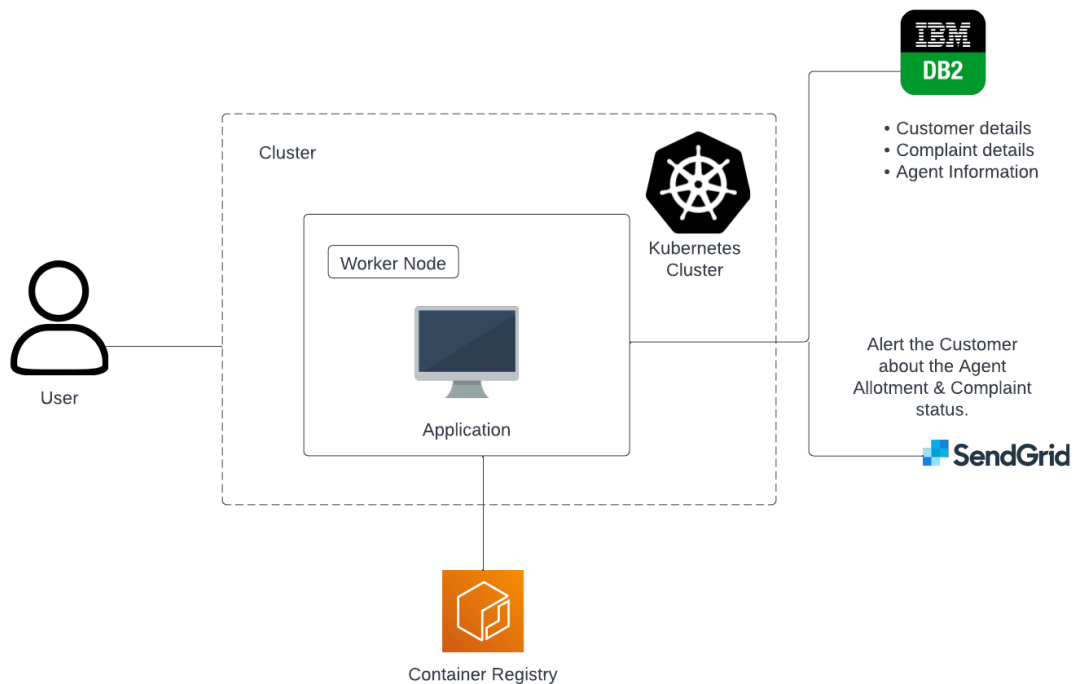 IBM
DB2
• Customer details
• Complaint details
• Agent Information
Cluster
Kubernetes
Cluster
Worker Node
Application
User
Alert the Customer
about the Agent
Allotment & Complaint
status.
SendGrid
Container Registry